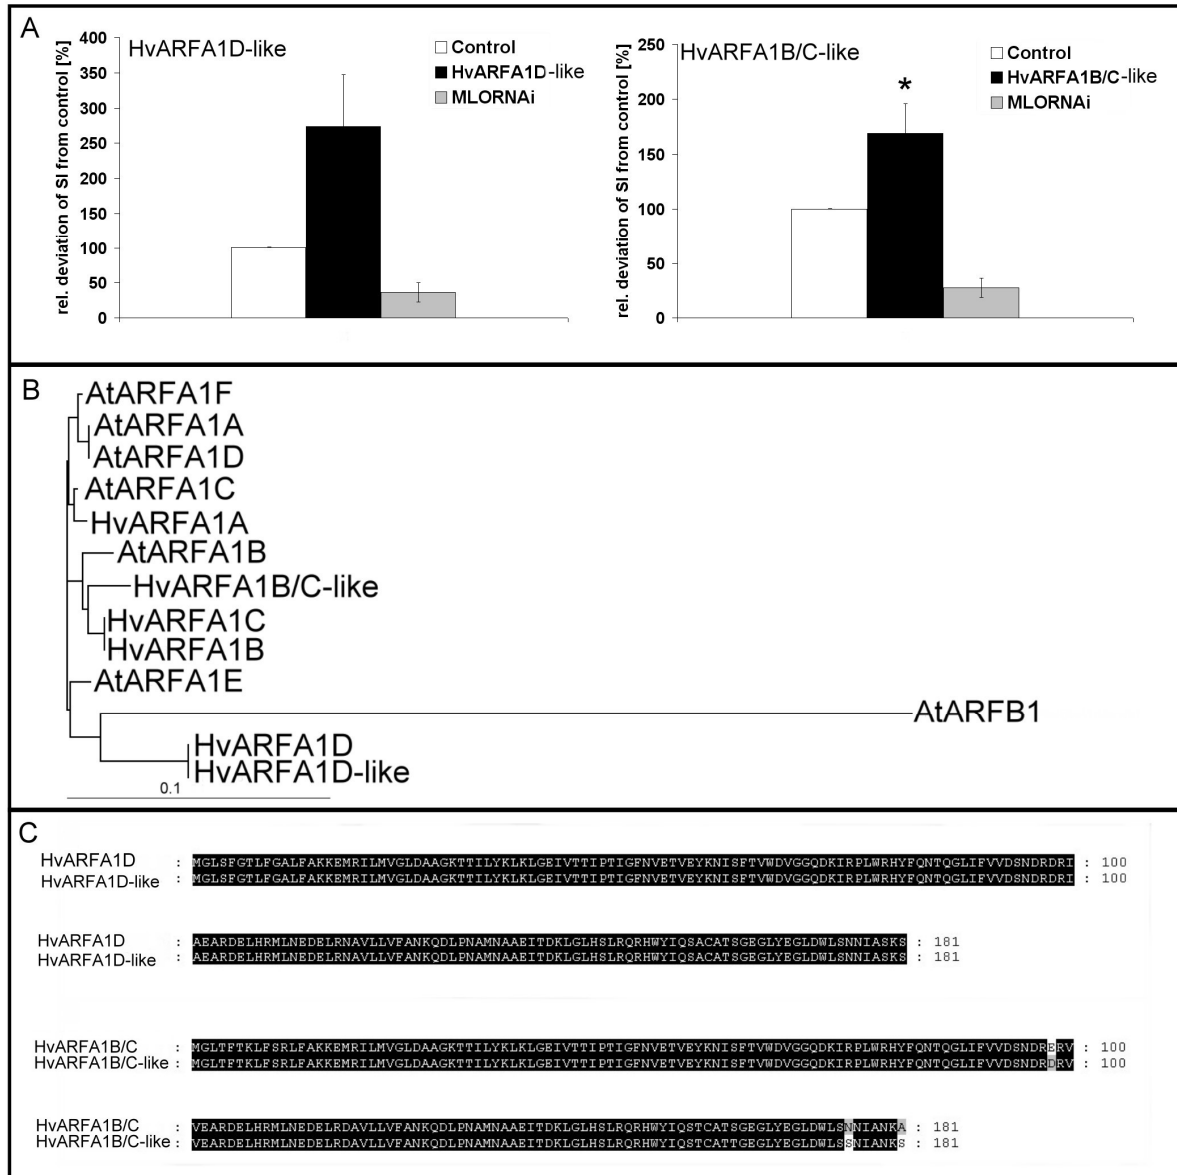 A
HvARFA1D-like
rel. deviation of SI from control [%]
400
350
300
250
200
150
100
50
0
Control
HvARFA1D-like
MLORNAi
HvARFA1B/C-like
rel. deviation of SI from control [%]
250
200
150
100
50
0
*
Control
HvARFA1B/C-like
MLORNAi
B
AtARFA1F
AtARFA1A
AtARFA1D
AtARFA1C
HvARFA1A
AtARFA1B
HvARFA1B/C-like
HvARFA1C
HvARFA1B
AtARFA1E
AtARFB1
HvARFA1D
HvARFA1D-like
0.1
C
HvARFA1D : MGLSFGTLFGALFAKKEMRILMVGLDAAGKTTILYKLKLGEIVTTIPTIGFNVETVEYKNISFTVWDVGGQDKIRPLWRHYFQNTQGLIFVVDSNDRDRI : 100
HvARFA1D-like : MGLSFGTLFGALFAKKEMRILMVGLDAAGKTTILYKLKLGEIVTTIPTIGFNVETVEYKNISFTVWDVGGQDKIRPLWRHYFQNTQGLIFVVDSNDRDRI : 100
HvARFA1D : AEARDELHRMLNEDELRNAVLLVFANKQDLPNAMNAAEITDKLGLHSLRQRHWYIQSACATSGEGLYEGLDWLSNNIASKS : 181
HvARFA1D-like : AEARDELHRMLNEDELRNAVLLVFANKQDLPNAMNAAEITDKLGLHSLRQRHWYIQSACATSGEGLYEGLDWLSNNIASKS : 181
HvARFA1B/C : MGLTFTKLFSRLFAKKEMRILMVGLDAAGKTTILYKLKLGEIVTTIPTIGFNVETVEYKNISFTVWDVGGQDKIRPLWRHYFQNTQGLIFVVDSNDRERV : 100
HvARFA1B/C-like : MGLTFTKLFSRLFAKKEMRILMVGLDAAGKTTILYKLKLGEIVTTIPTIGFNVETVEYKNISFTVWDVGGQDKIRPLWRHYFQNTQGLIFVVDSNDRDRV : 100
HvARFA1B/C : VEARDELHRMLNEDELRDAVLLVFANKQDLPNAMNAAEITDKLGLHSLRQRHWYIQSTCATSGEGLYEGLDWLSNNIANKA : 181
HvARFA1B/C-like : VEARDELHRMLNEDELRDAVLLVFANKQDLPNAMNAAEITDKLGLHSLRQRHWYIQSTCATTGEGLYEGLDWLSSNIANKS : 181